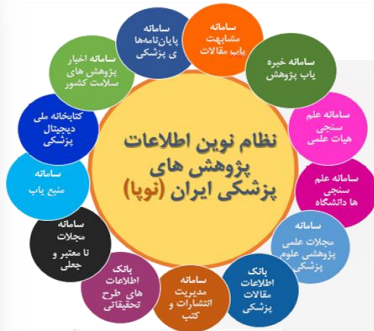 نظام نوین اطلاعات
پژوهش های
پزشکی ایران (نوپا)
سامانه
مشابهت
یاب مقالات
سامانه خبره
یاب پژوهش
سامانه علم
سنجی
هیات علمی
سامانه علم
سنجی
دانشگاه ها
سامانه
مجلات علمی
پژوهشی علوم
پزشکی
بانک
اطلاعات
مقالات
پزشکی
سامانه
مدیریت
انتشارات و
کتب
بانک
اطلاعات
های طرح
تحقیقاتی
سامانه
مجلات
نا معتبر و
جعلی
سامانه
منبع یاب
کتابخانه ملی
دیجیتال
پزشکی
سامانه اخبار
پژوهش های
سلامت کشور
سامانه
پایان‌نامه‌ها
ی پزشکی